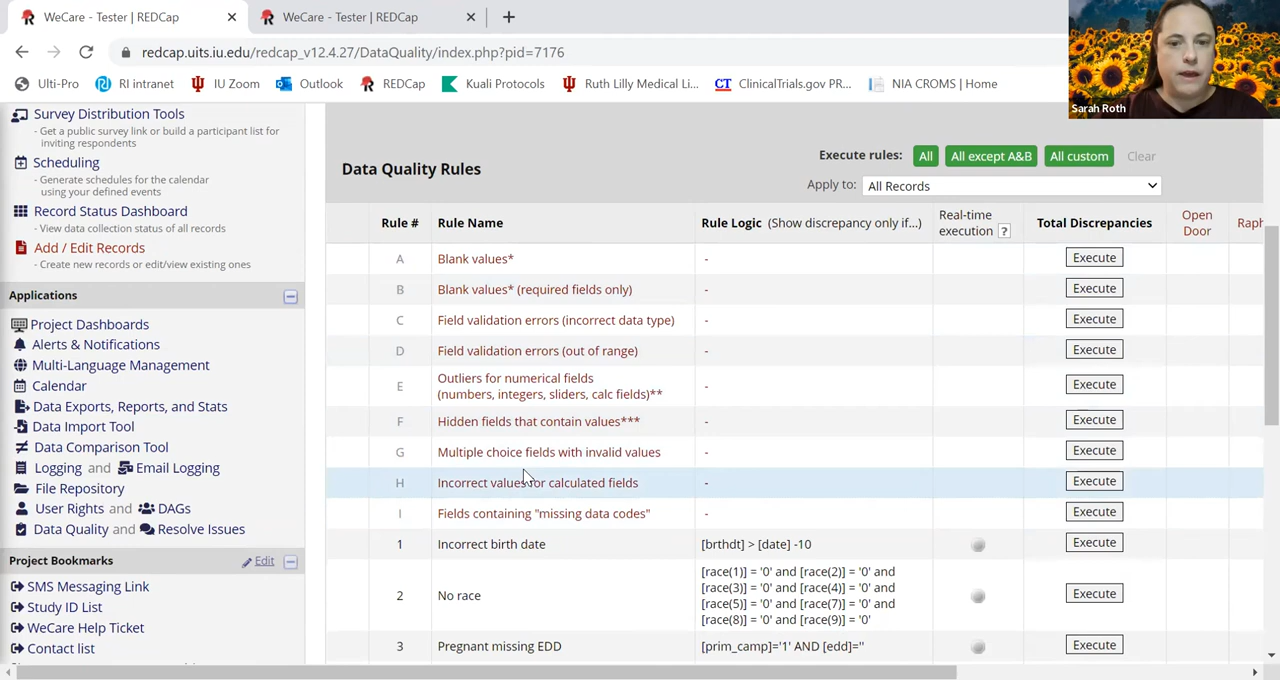 WeCare - Tester | REDCap
WeCare - Tester | REDCap
redcap.uits.iu.edu/redcap_v12.4.27/DataQuality/index.php?pid=7176
Ulti-Pro
RI intranet
IU Zoom
Outlook
REDCap
Kuali Protocols
Ruth Lilly Medical Li...
CT ClinicalTrials.gov PR...
NIA CROMS | Home
Sarah Roth
Survey Distribution Tools
- Get a public survey link or build a participant list for
inviting respondents
Scheduling
- Generate schedules for the calendar
using your defined events
Record Status Dashboard
- View data collection status of all records
Add / Edit Records
- Create new records or edit/view existing ones
Applications
Project Dashboards
Alerts & Notifications
Multi-Language Management
Calendar
Data Exports, Reports, and Stats
Data Import Tool
Data Comparison Tool
Logging and Email Logging
File Repository
User Rights and DAGs
Data Quality and Resolve Issues
Project Bookmarks Edit
SMS Messaging Link
Study ID List
WeCare Help Ticket
Contact list
Data Quality Rules
Execute rules: All All except A&B All custom Clear
Apply to: All Records
Rule # Rule Name Rule Logic (Show discrepancy only if...) Real-time execution ? Total Discrepancies Open Door Raph
A Blank values* - Execute
B Blank values* (required fields only) - Execute
C Field validation errors (incorrect data type) - Execute
D Field validation errors (out of range) - Execute
E Outliers for numerical fields
(numbers, integers, sliders, calc fields)** - Execute
F Hidden fields that contain values*** - Execute
G Multiple choice fields with invalid values - Execute
H Incorrect values for calculated fields - Execute
I Fields containing "missing data codes" - Execute
1 Incorrect birth date [brthdt] > [date] -10 Execute
2 No race [race(1)] = '0' and [race(2)] = '0' and
[race(3)] = '0' and [race(4)] = '0' and
[race(5)] = '0' and [race(7)] = '0' and
[race(8)] = '0' and [race(9)] = '0' Execute
3 Pregnant missing EDD [prim_camp]='1' AND [edd]='' Execute